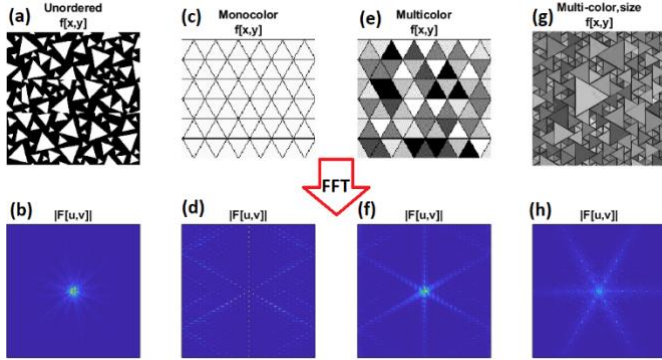 (a) Unordered
f[x,y]
(c) Monocolor
f[x,y]
(e) Multicolor
f[x,y]
(g) Multi-color,size
f[x,y]
FFT
(b) |F[u,v]|
(d) |F[u,v]|
(f) |F[u,v]|
(h) |F[u,v]|